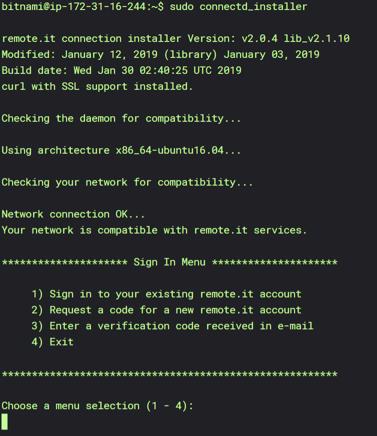 bitnami@ip-172-31-16-244:~$ sudo connectd_installer
remote.it connection installer Version: v2.0.4 lib_v2.1.10
Modified: January 12, 2019 (library) January 03, 2019
Build date: Wed Jan 30 02:40:25 UTC 2019
curl with SSL support installed.
Checking the daemon for compatibility...
Using architecture x86_64-ubuntu16.04...
Checking your network for compatibility...
Network connection OK...
Your network is compatible with remote.it services.
********************* Sign In Menu *********************
1) Sign in to your existing remote.it account
2) Request a code for a new remote.it account
3) Enter a verification code received in e-mail
4) Exit
********************************************************
Choose a menu selection (1 - 4):